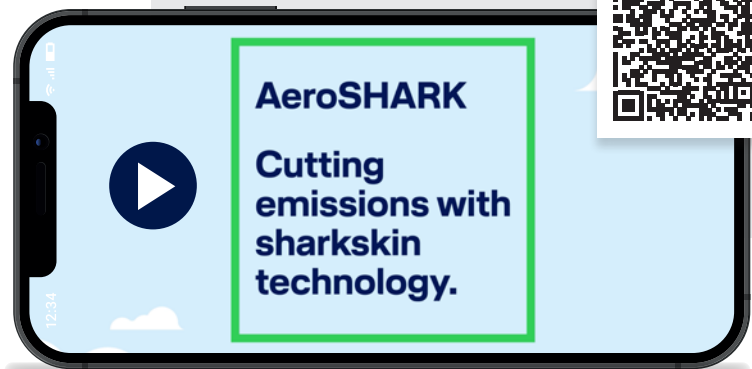 AeroSHARK
Cutting
emissions with
sharkskin
technology.
12:34